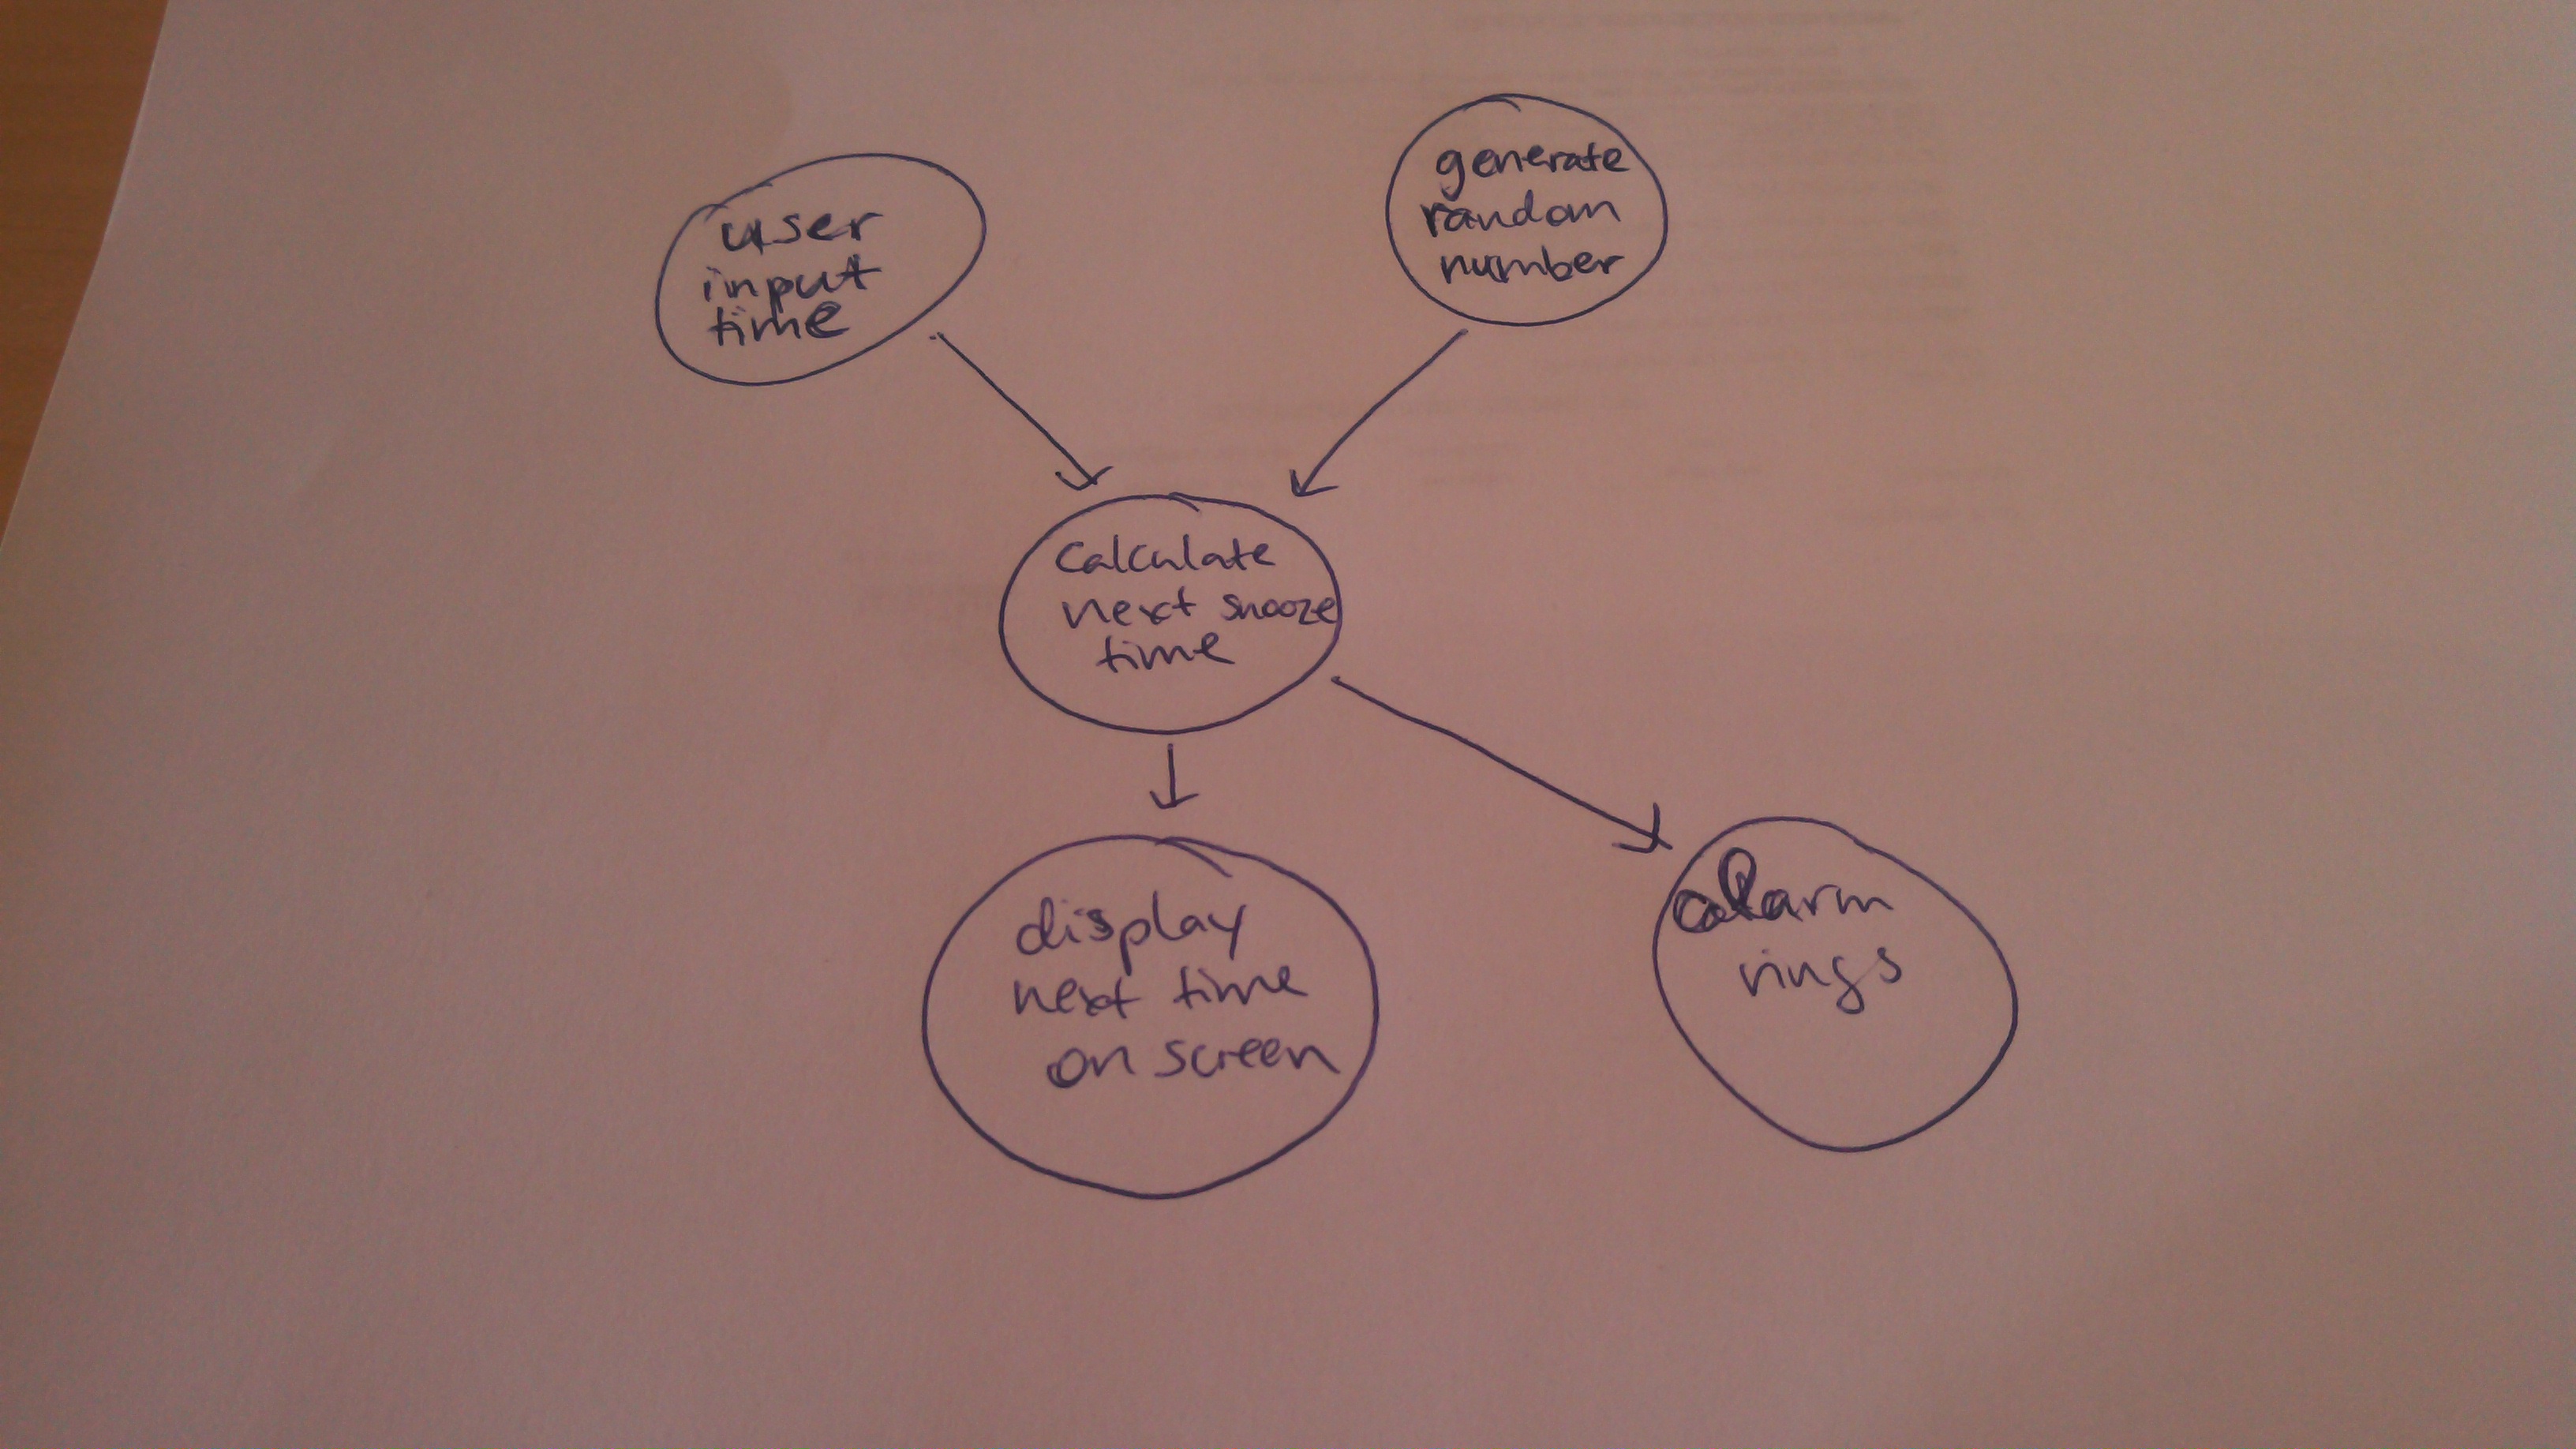 user
input
time
generate
random
number
calculate
next snooze
time
display
next time
on screen
alarm
rings